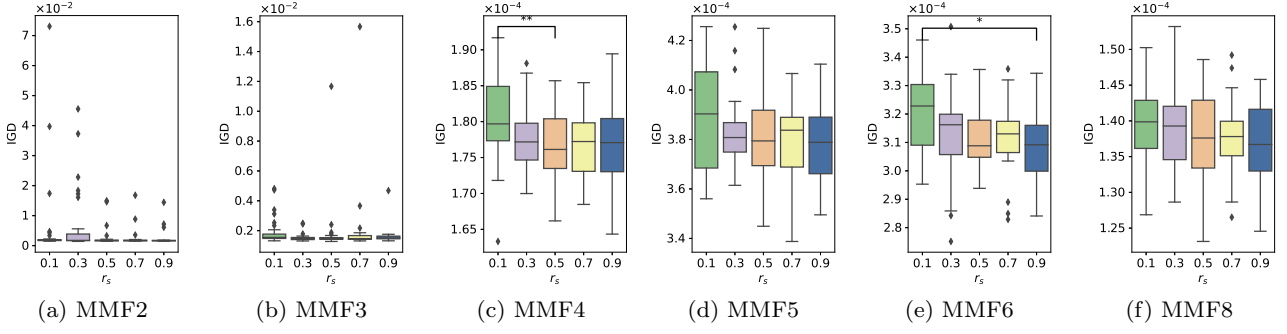 ×10⁻²
IGD
7
6
5
4
3
2
1
0
0.1 0.3 0.5 0.7 0.9
r_s
(a) MMF2
×10⁻²
IGD
1.6
1.4
1.2
1.0
0.8
0.6
0.4
0.2
0.1 0.3 0.5 0.7 0.9
r_s
(b) MMF3
×10⁻⁴
**
IGD
1.90
1.85
1.80
1.75
1.70
1.65
0.1 0.3 0.5 0.7 0.9
r_s
(c) MMF4
×10⁻⁴
IGD
4.2
4.0
3.8
3.6
3.4
0.1 0.3 0.5 0.7 0.9
r_s
(d) MMF5
×10⁻⁴
*
IGD
3.5
3.4
3.3
3.2
3.1
3.0
2.9
2.8
0.1 0.3 0.5 0.7 0.9
r_s
(e) MMF6
×10⁻⁴
IGD
1.50
1.45
1.40
1.35
1.30
1.25
0.1 0.3 0.5 0.7 0.9
r_s
(f) MMF8